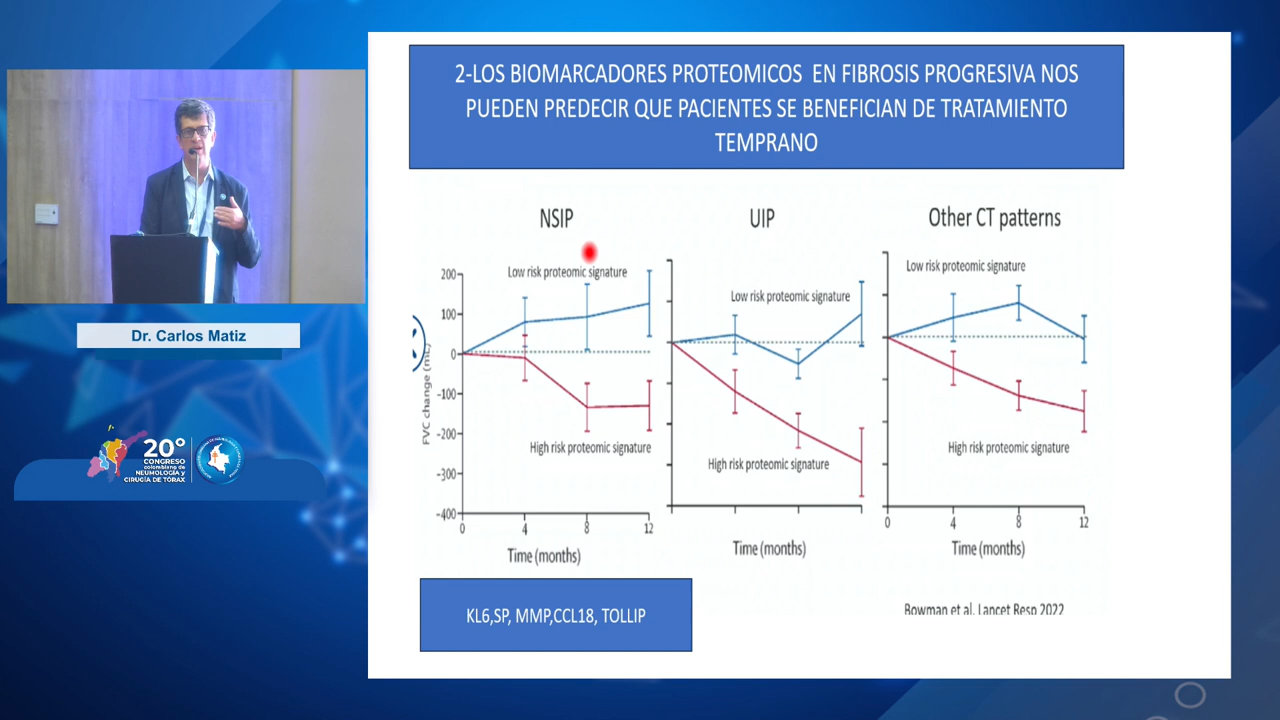 2-LOS BIOMARCADORES PROTEOMICOS EN FIBROSIS PROGRESIVA NOS
PUEDEN PREDECIR QUE PACIENTES SE BENEFICIAN DE TRATAMIENTO
TEMPRANO
NSIP
UIP
Other CT patterns
Low risk proteomic signature
Low risk proteomic signature
Low risk proteomic signature
200
100
0
-100
-200
-300
-400
FVC change (mL)
High risk proteomic signature
High risk proteomic signature
High risk proteomic signature
0 4 8 12
0 4 8 12
Time (months)
Time (months)
Time (months)
KL6,SP, MMP,CCL18, TOLLIP
Bowman et al. Lancet Resp 2022
Dr. Carlos Matiz
20°
CONGRESO
colombiano de
NEUMOLOGÍA y
CIRUGÍA DE TÓRAX